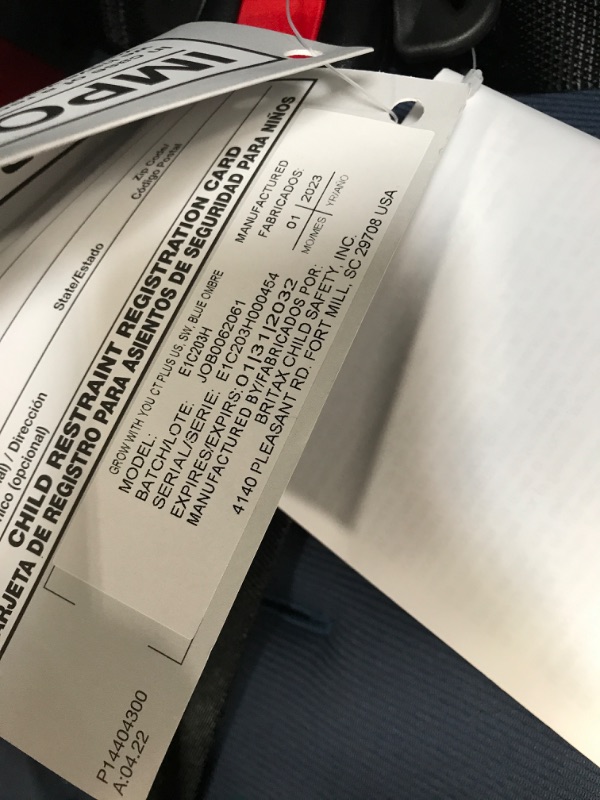 IMPO
Zip Code/
Código Postal
State/Estado
/ Dirección
(opcional)
CHILD RESTRAINT REGISTRATION CARD
TARJETA DE REGISTRO PARA ASIENTOS DE SEGURIDAD PARA NIÑOS
GROW WITH YOU CT PLUS US, SW, BLUE OMBRE
MANUFACTURED
FABRICADOS:
01 | 2023
MO/MES | YR/AÑO
MODEL: E1C203H
BATCH/LOTE: JOB0062061
SERIAL/SERIE: E1C203H000454
EXPIRES/EXPIRS: 01|31|2032
MANUFACTURED BY/FABRICADOS POR:
BRITAX CHILD SAFETY, INC.
4140 PLEASANT RD. FORT MILL, SC 29708 USA
P14404300
A:04.22